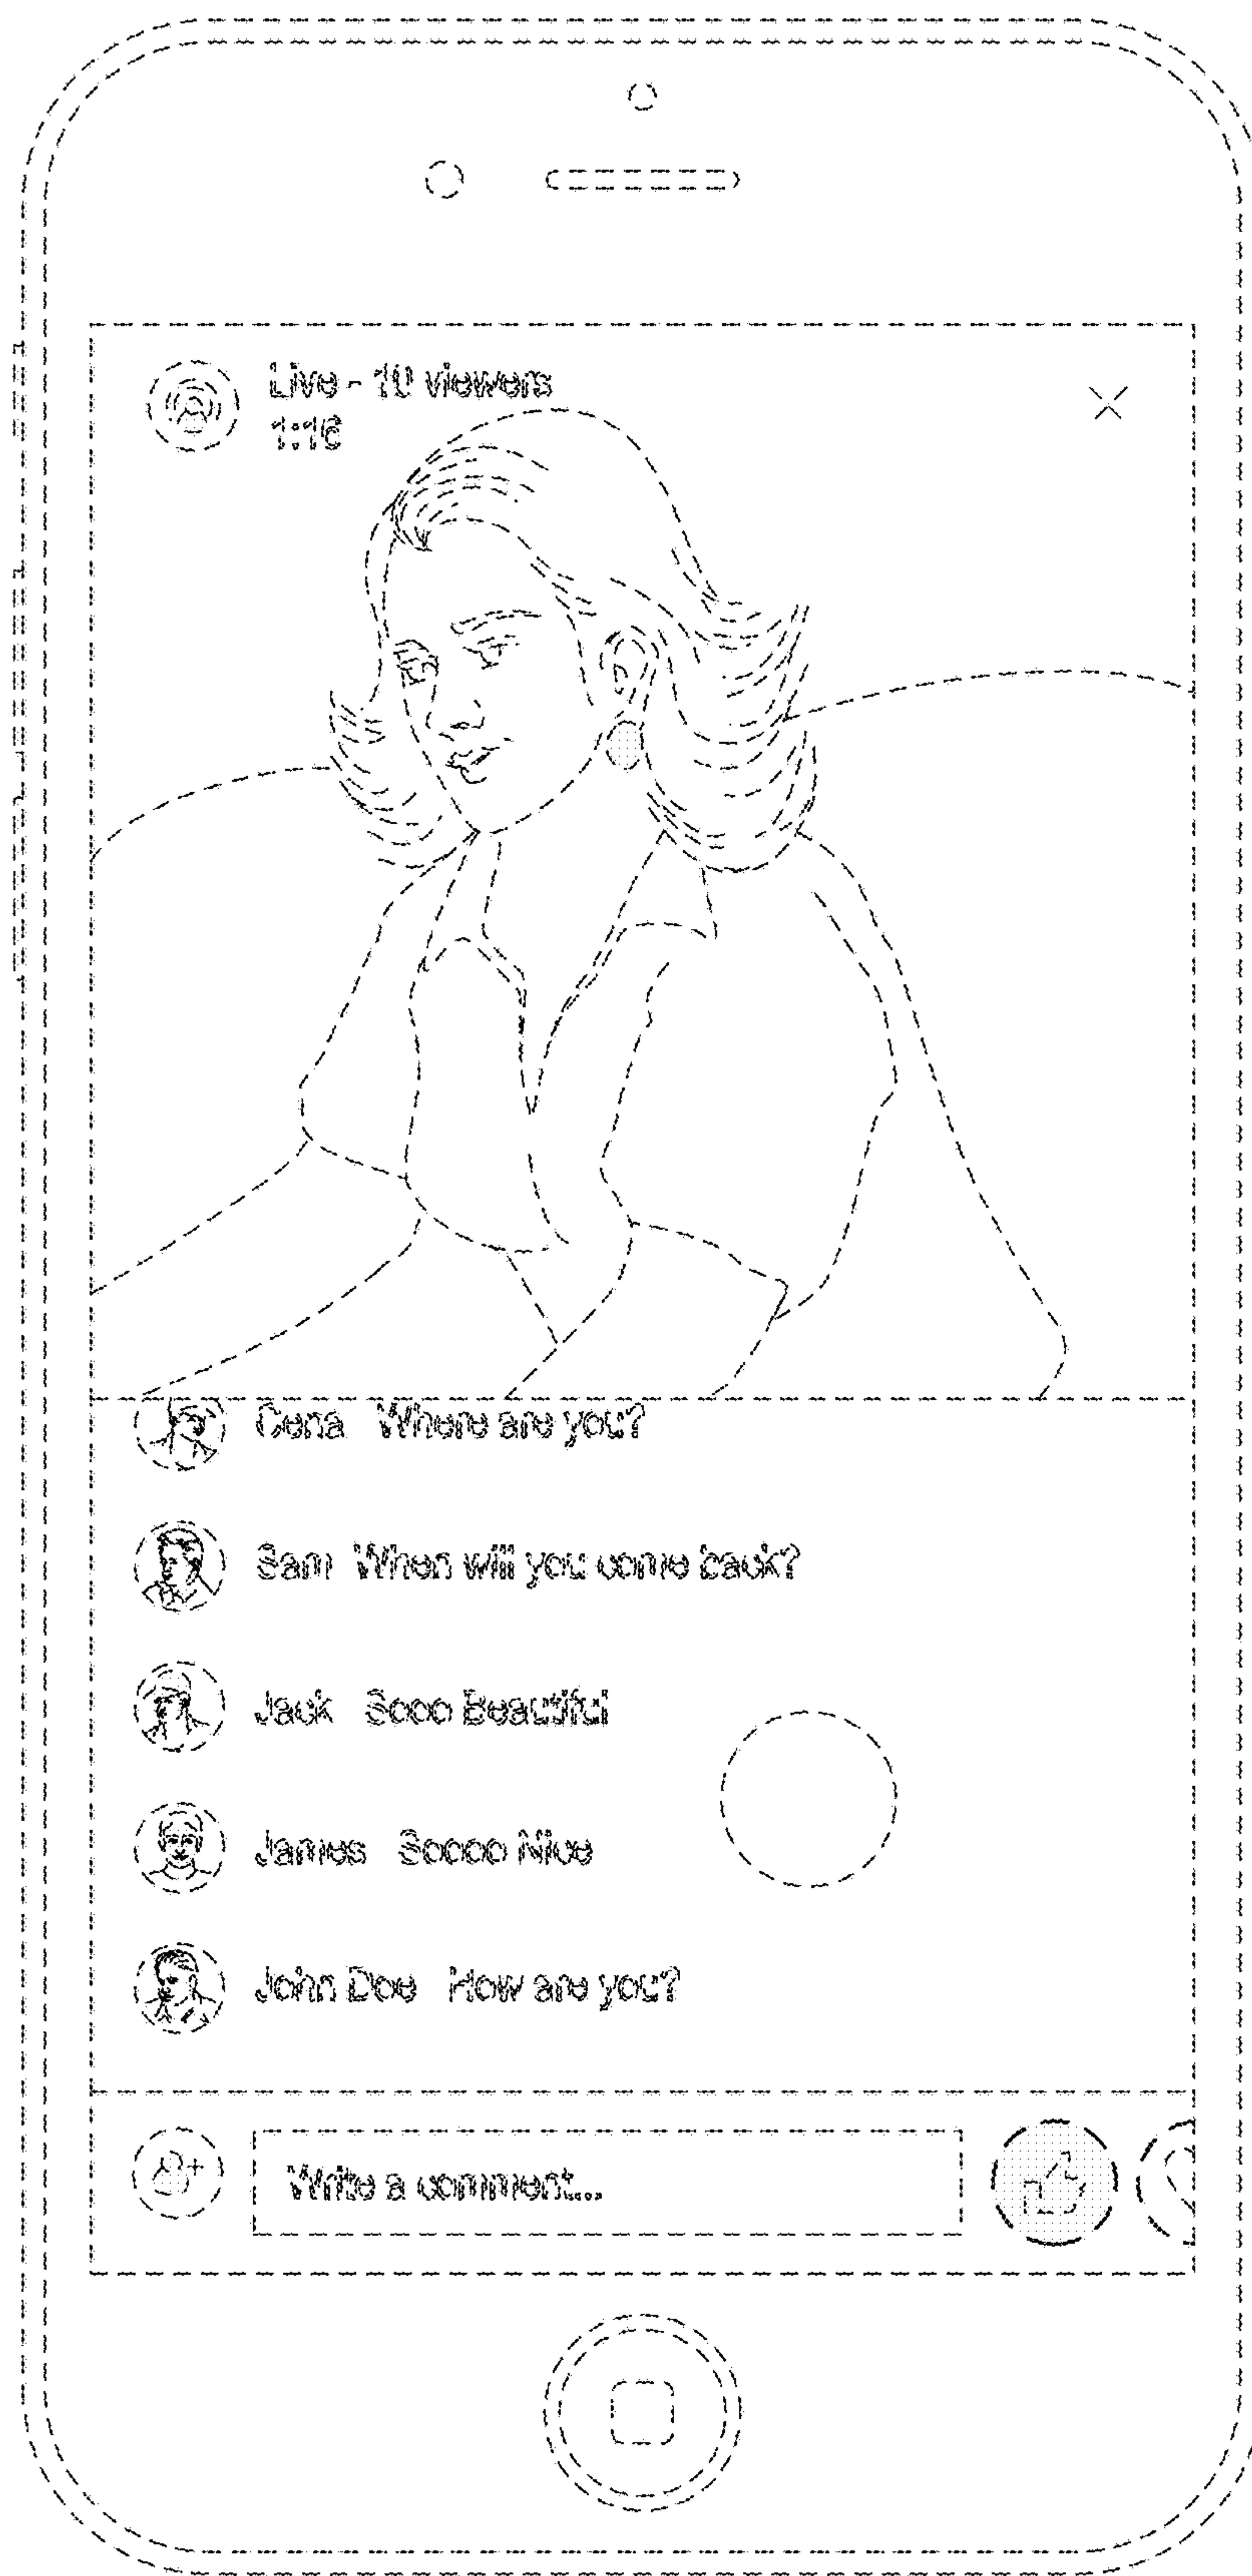 Live - 10 viewers
1:16
Cena Where are you?
Sam When will you come back?
Jack Sooo Beautiful
James Soooo Nice
John Doe How are you?
Write a comment...